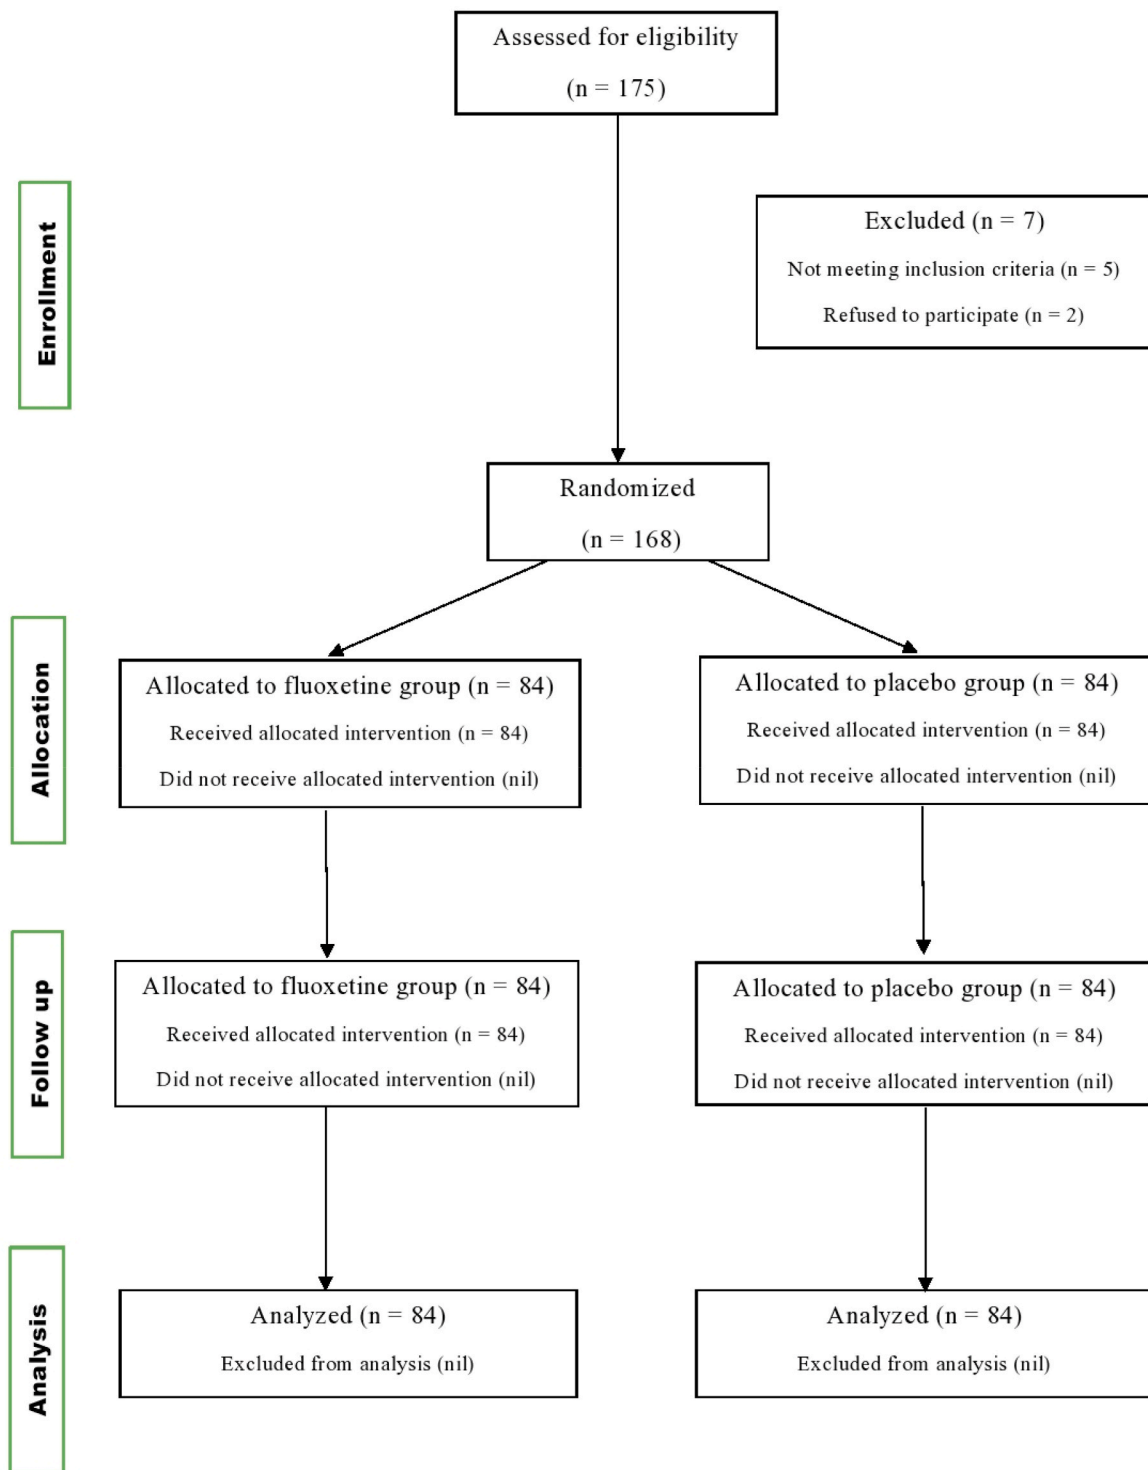 Assessed for eligibility
(n = 175)
Enrollment
Excluded (n = 7)
Not meeting inclusion criteria (n = 5)
Refused to participate (n = 2)
Randomized
(n = 168)
Allocation
Allocated to fluoxetine group (n = 84)
Received allocated intervention (n = 84)
Did not receive allocated intervention (nil)
Allocated to placebo group (n = 84)
Received allocated intervention (n = 84)
Did not receive allocated intervention (nil)
Follow up
Allocated to fluoxetine group (n = 84)
Received allocated intervention (n = 84)
Did not receive allocated intervention (nil)
Allocated to placebo group (n = 84)
Received allocated intervention (n = 84)
Did not receive allocated intervention (nil)
Analysis
Analyzed (n = 84)
Excluded from analysis (nil)
Analyzed (n = 84)
Excluded from analysis (nil)